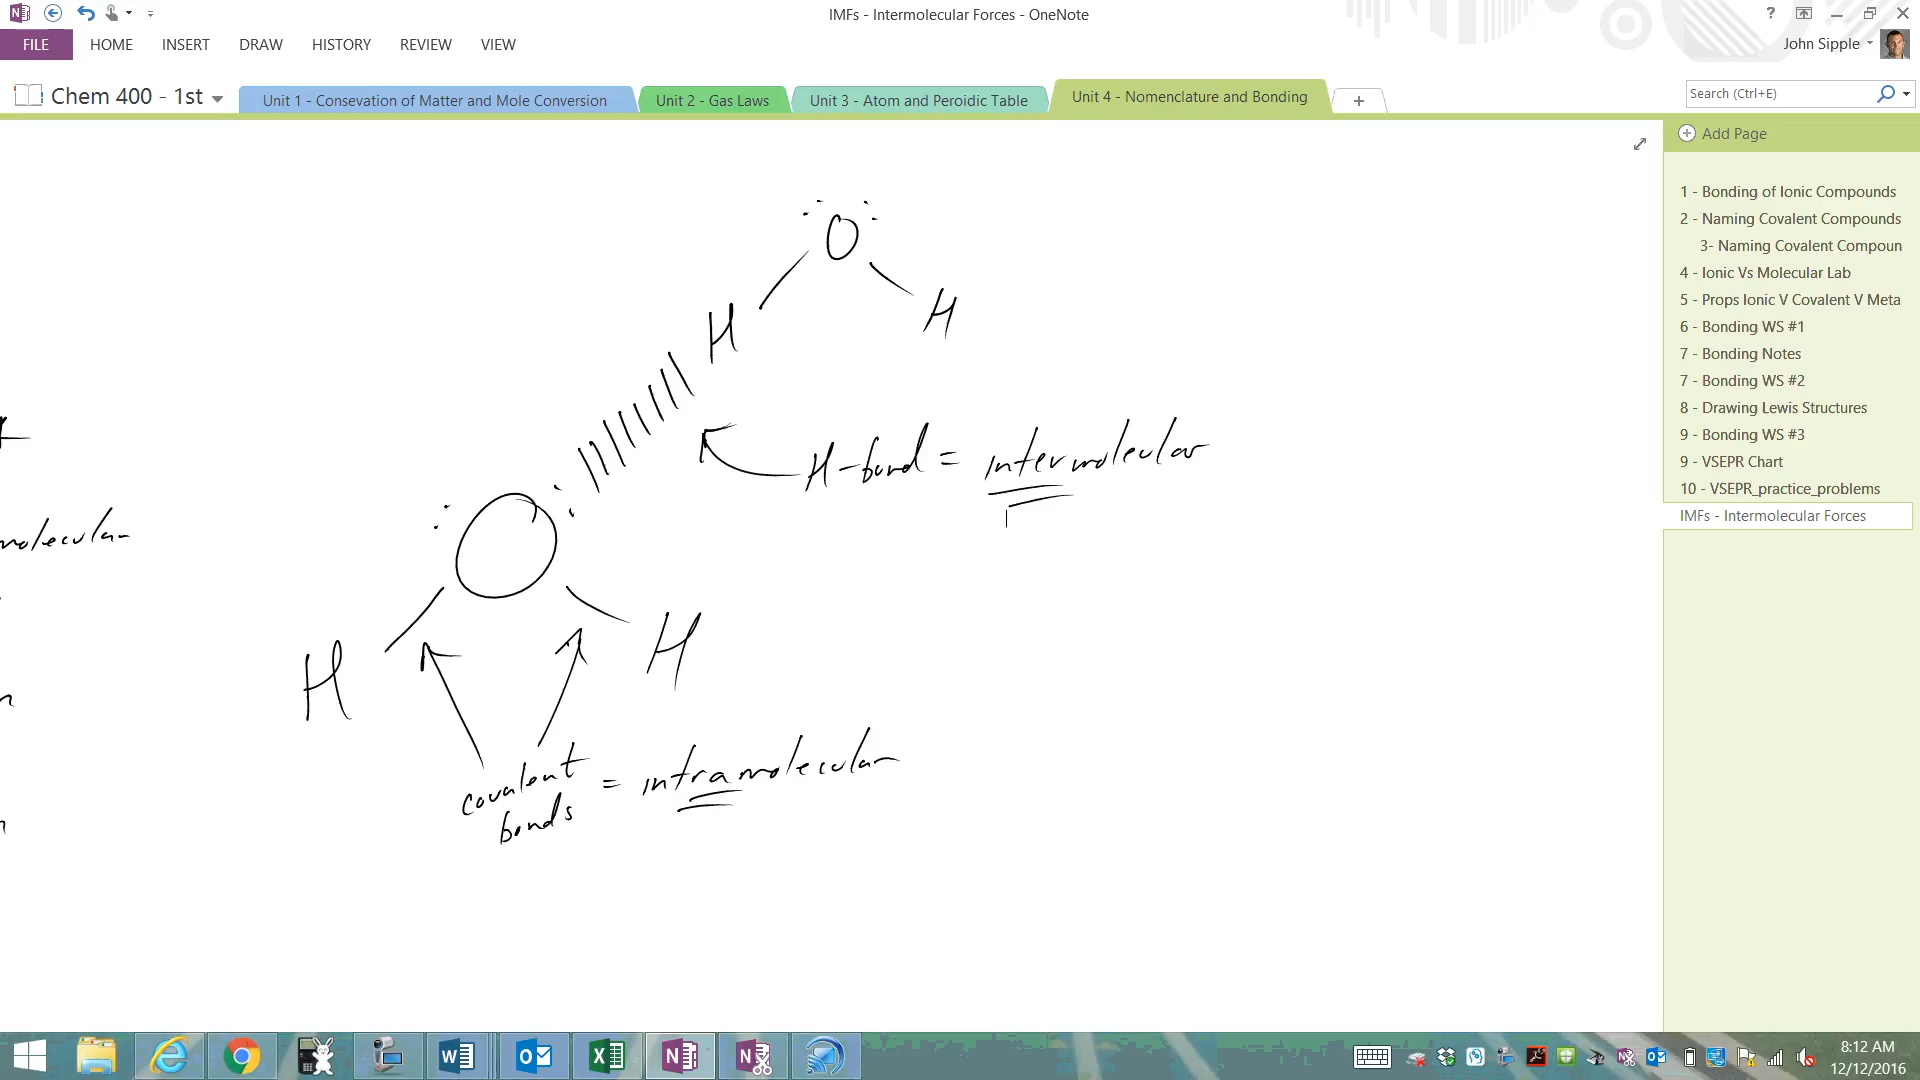 IMFs - Intermolecular Forces - OneNote
FILE HOME INSERT DRAW HISTORY REVIEW VIEW
John Sipple
Chem 400 - 1st
Unit 1 - Consevation of Matter and Mole Conversion
Unit 2 - Gas Laws
Unit 3 - Atom and Peroidic Table
Unit 4 - Nomenclature and Bonding
Search (Ctrl+E)
Add Page
1 - Bonding of Ionic Compounds
2 - Naming Covalent Compounds
3- Naming Covalent Compoun
4 - Ionic Vs Molecular Lab
5 - Props Ionic V Covalent V Meta
6 - Bonding WS #1
7 - Bonding Notes
7 - Bonding WS #2
8 - Drawing Lewis Structures
9 - Bonding WS #3
9 - VSEPR Chart
10 - VSEPR_practice_problems
IMFs - Intermolecular Forces
O
H H
H-bond = intermolecular
molecular
O
H H
covalent = intramolecular
bonds
8:12 AM
12/12/2016